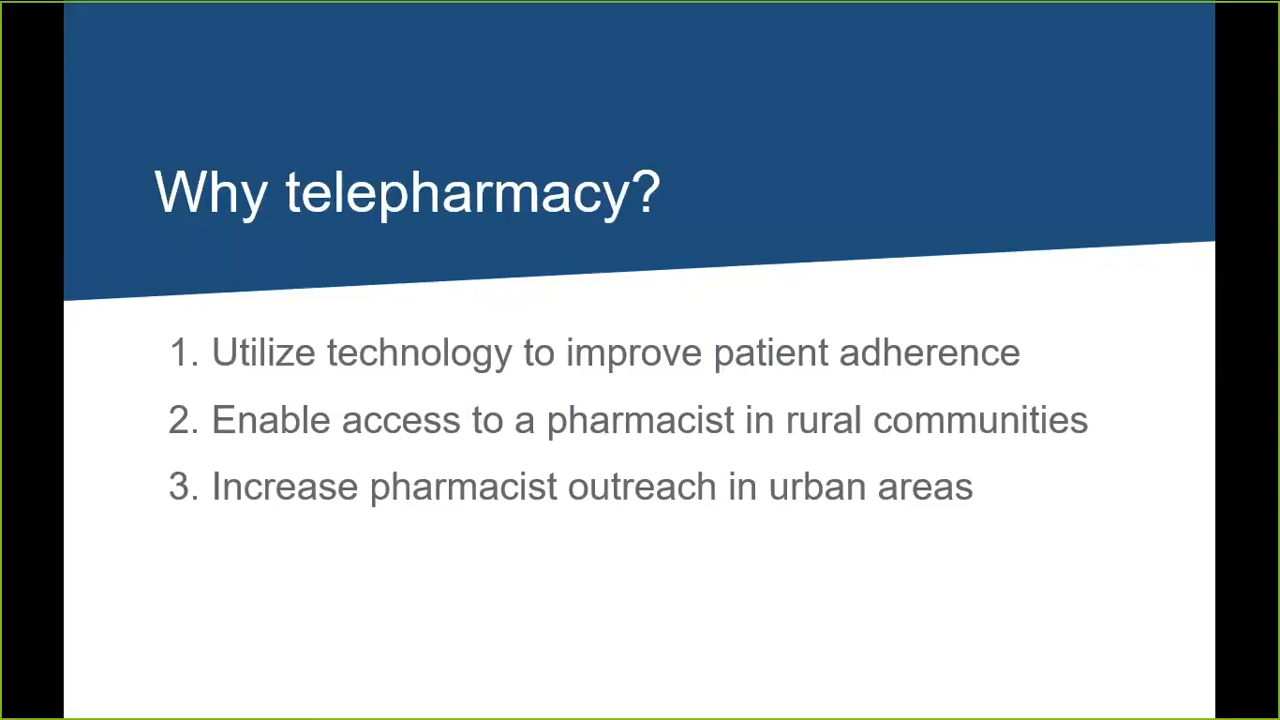 Why telepharmacy?
1. Utilize technology to improve patient adherence
2. Enable access to a pharmacist in rural communities
3. Increase pharmacist outreach in urban areas